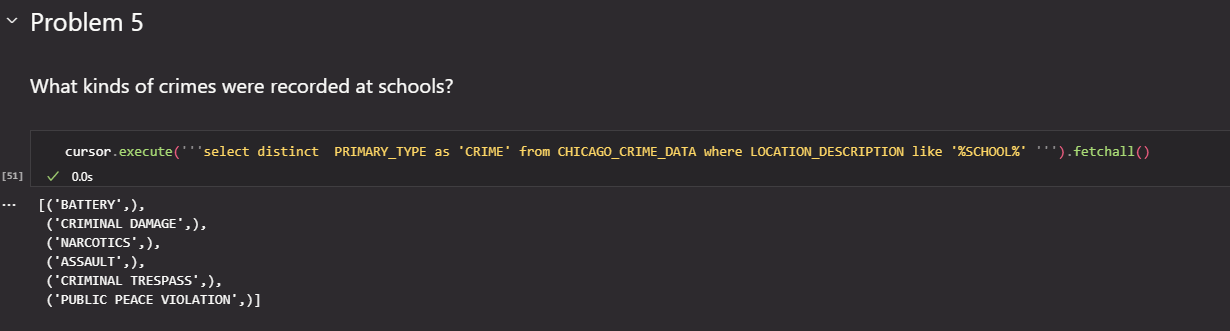 Problem 5
What kinds of crimes were recorded at schools?
cursor.execute('''select distinct  PRIMARY_TYPE as 'CRIME' from CHICAGO_CRIME_DATA where LOCATION_DESCRIPTION like '%SCHOOL%' ''').fetchall()
[51] ✓ 0.0s
... [('BATTERY',),
('CRIMINAL DAMAGE',),
('NARCOTICS',),
('ASSAULT',),
('CRIMINAL TRESPASS',),
('PUBLIC PEACE VIOLATION',)]